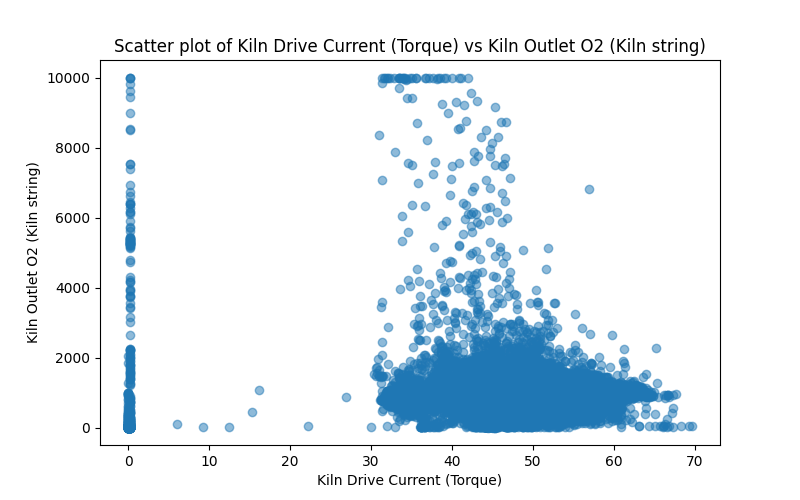 Scatter plot of Kiln Drive Current (Torque) vs Kiln Outlet O2 (Kiln string)
10000
8000
6000
4000
2000
0
Kiln Outlet O2 (Kiln string)
0 10 20 30 40 50 60 70
Kiln Drive Current (Torque)